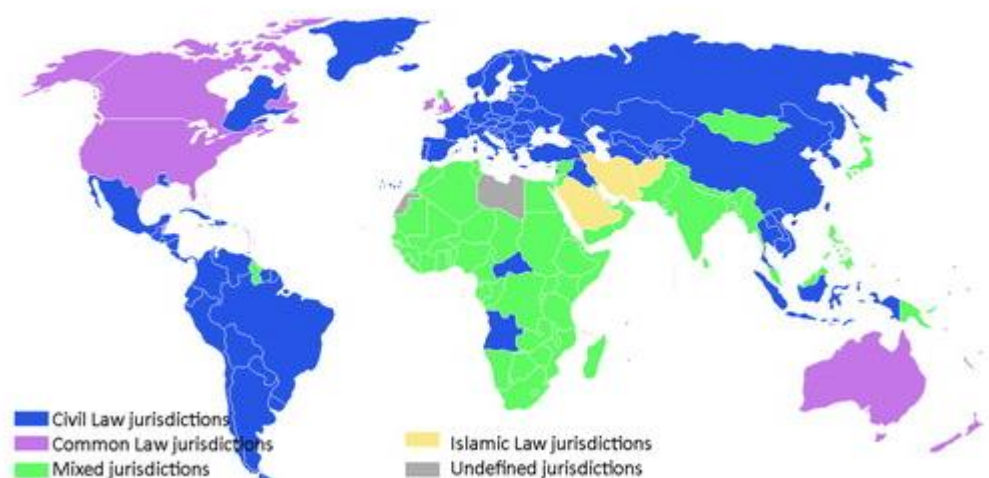 Civil Law jurisdictions
Common Law jurisdictions
Mixed jurisdictions
Islamic Law jurisdictions
Undefined jurisdictions